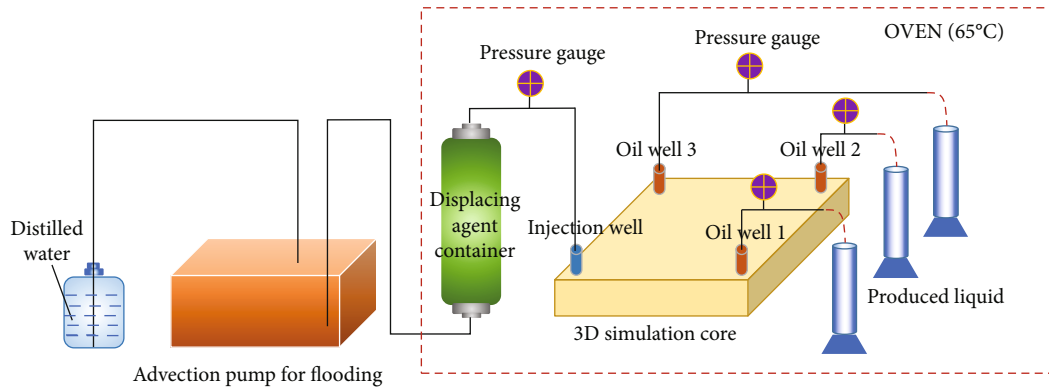 OVEN (65°C)
Pressure gauge
Pressure gauge
Oil well 3
Oil well 2
Displacing
agent
container
Distilled
water
Injection well
Oil well 1
Produced liquid
3D simulation core
Advection pump for flooding